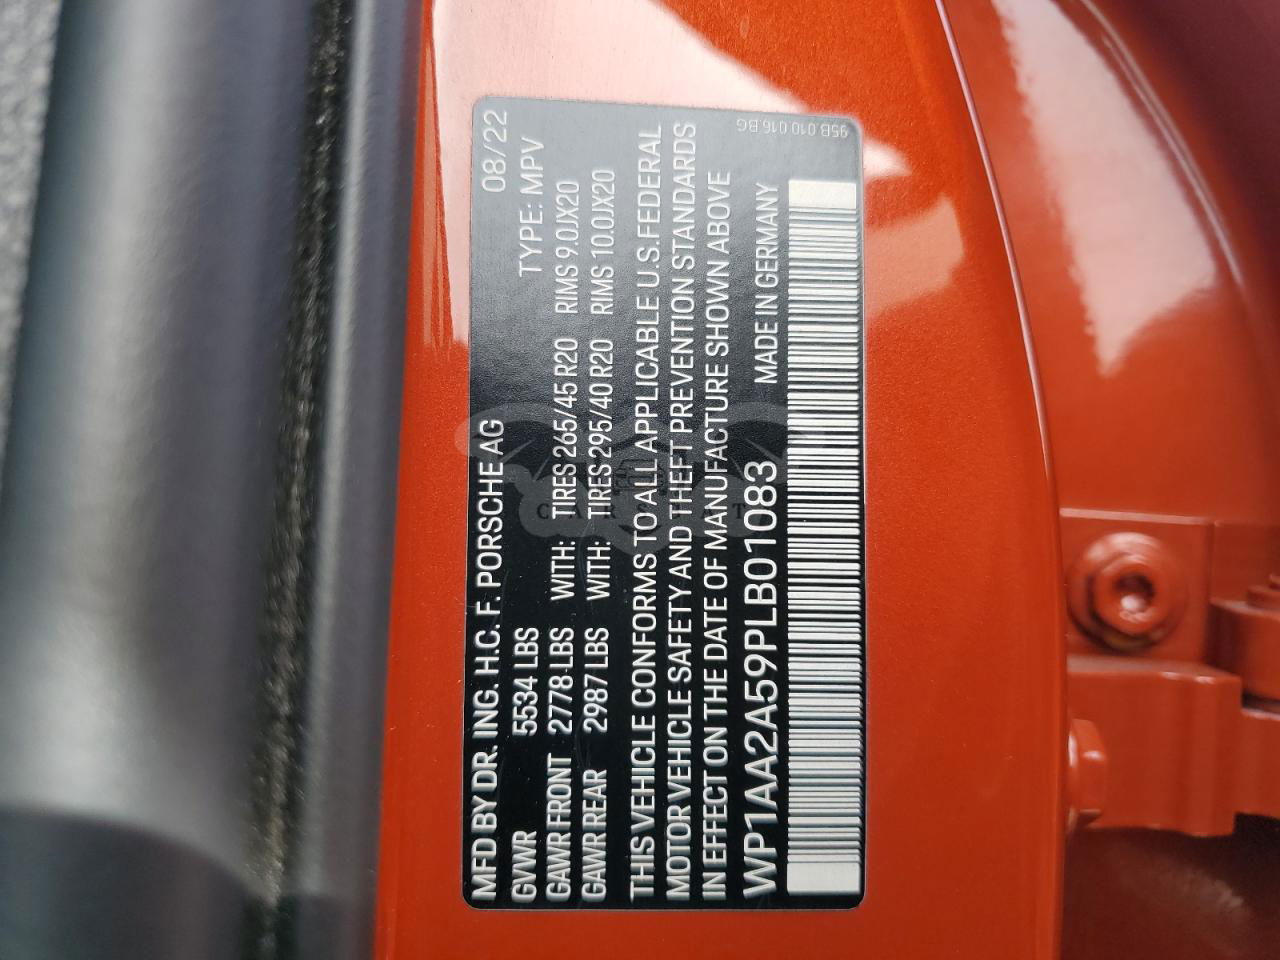 MFD BY DR. ING. H.C. F. PORSCHE AG 08/22
GVWR 5534 LBS TYPE: MPV
GAWR FRONT 2778 LBS WITH: TIRES 265/45 R20 RIMS 9.0JX20
GAWR REAR 2987 LBS WITH: TIRES 295/40 R20 RIMS 10.0JX20
THIS VEHICLE CONFORMS TO ALL APPLICABLE U.S. FEDERAL
MOTOR VEHICLE SAFETY AND THEFT PREVENTION STANDARDS
IN EFFECT ON THE DATE OF MANUFACTURE SHOWN ABOVE
WP1AA2A59PLB01083 MADE IN GERMANY
95B.010.016.BG